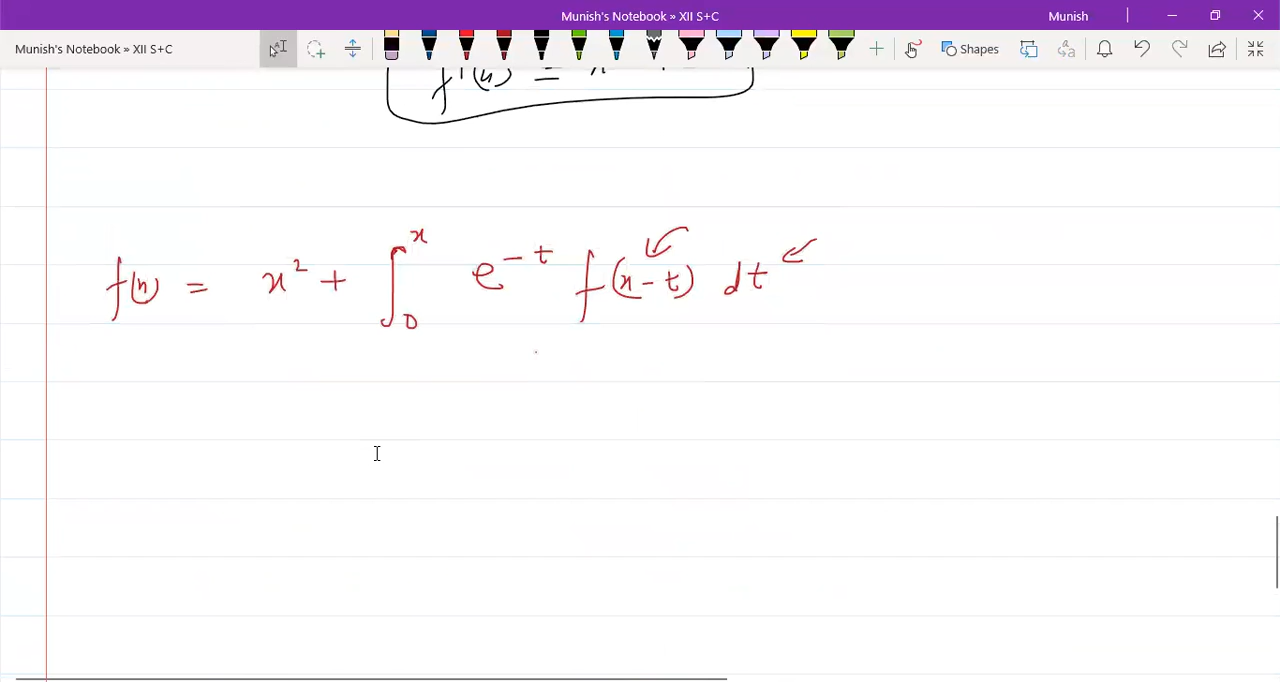 Munish's Notebook » XII S+C
Munish
Munish's Notebook » XII S+C
Shapes
f(x) = x² + ∫₀ˣ e⁻ᵗ f(x-t) dt